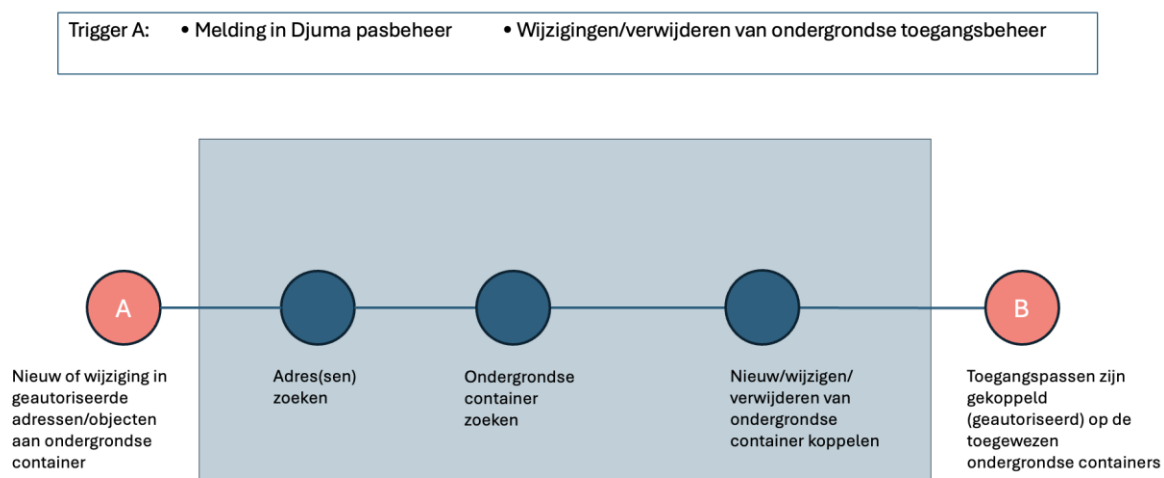 Trigger A: • Melding in Djuma pasbeheer • Wijzigingen/verwijderen van ondergrondse toegangsbeheer
A
B
Nieuw of wijziging in
geautoriseerde
adressen/objecten
aan ondergrondse
container
Adres(sen)
zoeken
Ondergrondse
container
zoeken
Nieuw/wijzigen/
verwijderen van
ondergrondse
container koppelen
Toegangspassen zijn
gekoppeld
(geautoriseerd) op de
toegewezen
ondergrondse containers